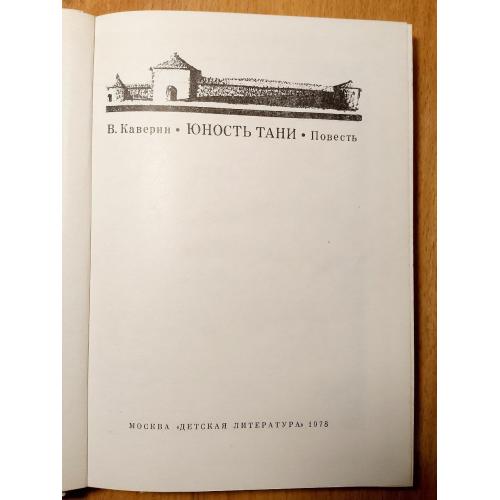 В. Каверин • ЮНОСТЬ ТАНИ • Повесть
МОСКВА «ДЕТСКАЯ ЛИТЕРАТУРА» 1978